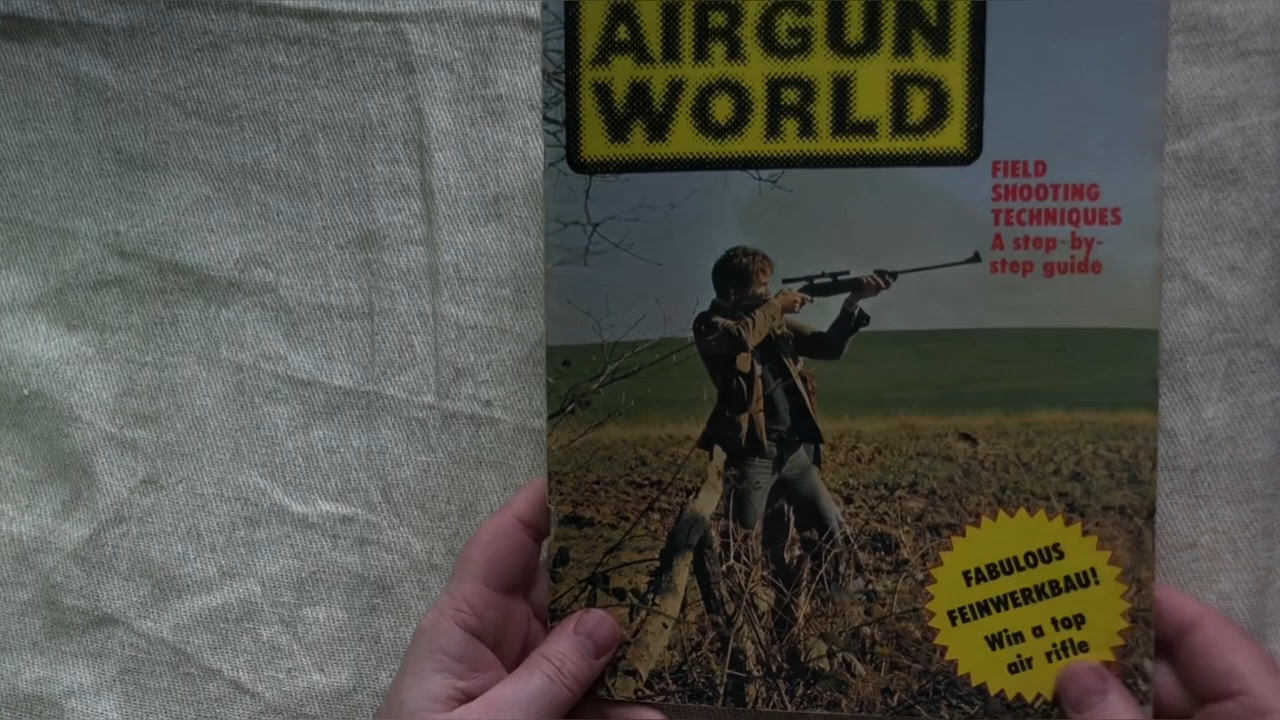 AIRGUN
WORLD
FIELD
SHOOTING
TECHNIQUES
A step-by-
step guide
FABULOUS
FEINWERKBAU!
Win a top
air rifle